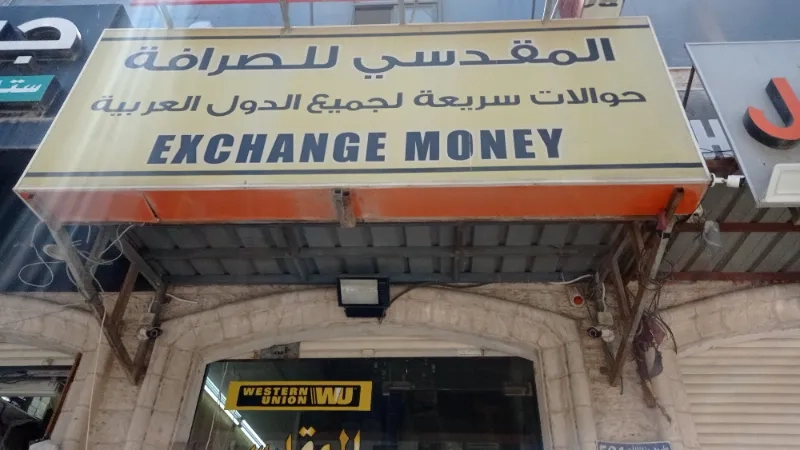 المقدسي للصرافة
حوالات سريعة لجميع الدول العربية
EXCHANGE MONEY
WESTERN UNION WU